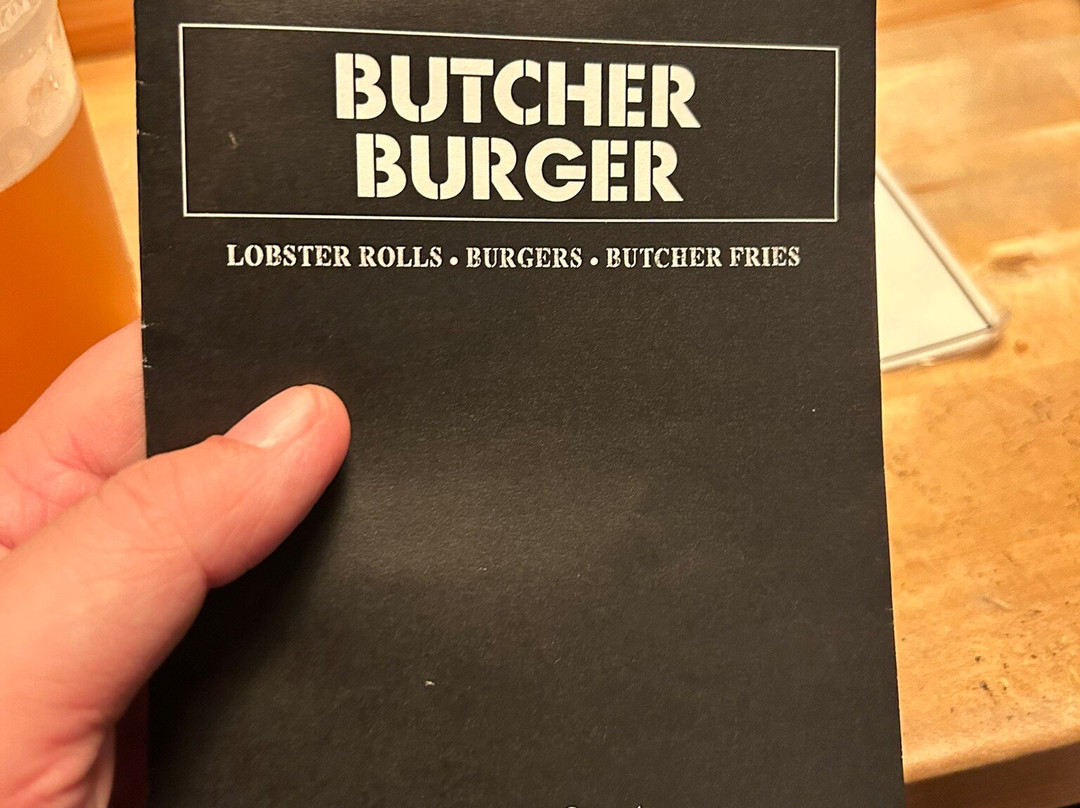 BUTCHER
BURGER
LOBSTER ROLLS • BURGERS • BUTCHER FRIES